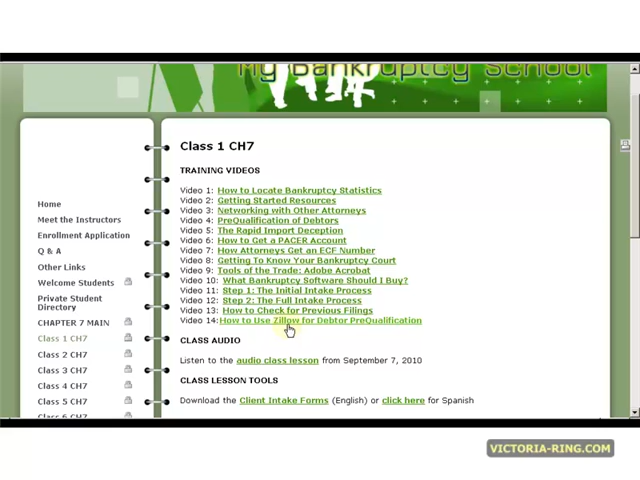 My Bankruptcy School
Class 1 CH7
TRAINING VIDEOS
Video 1: How to Locate Bankruptcy Statistics
Video 2: Getting Started Resources
Video 3: Networking with Other Attorneys
Video 4: PreQualification of Debtors
Video 5: The Rapid Import Deception
Video 6: How to Get a PACER Account
Video 7: How Attorneys Get an ECF Number
Video 8: Getting To Know Your Bankruptcy Court
Video 9: Tools of the Trade: Adobe Acrobat
Video 10: What Bankruptcy Software Should I Buy?
Video 11: Step 1: The Initial Intake Process
Video 12: Step 2: The Full Intake Process
Video 13: How to Check for Previous Filings
Video 14:How to Use Zillow for Debtor PreQualification
CLASS AUDIO
Listen to the audio class lesson from September 7, 2010
CLASS LESSON TOOLS
Download the Client Intake Forms (English) or click here for Spanish
Home
Meet the Instructors
Enrollment Application
Q & A
Other Links
Welcome Students
Private Student
Directory
CHAPTER 7 MAIN
Class 1 CH7
Class 2 CH7
Class 3 CH7
Class 4 CH7
Class 5 CH7
Class 6 CH7
VICTORIA-RING.COM